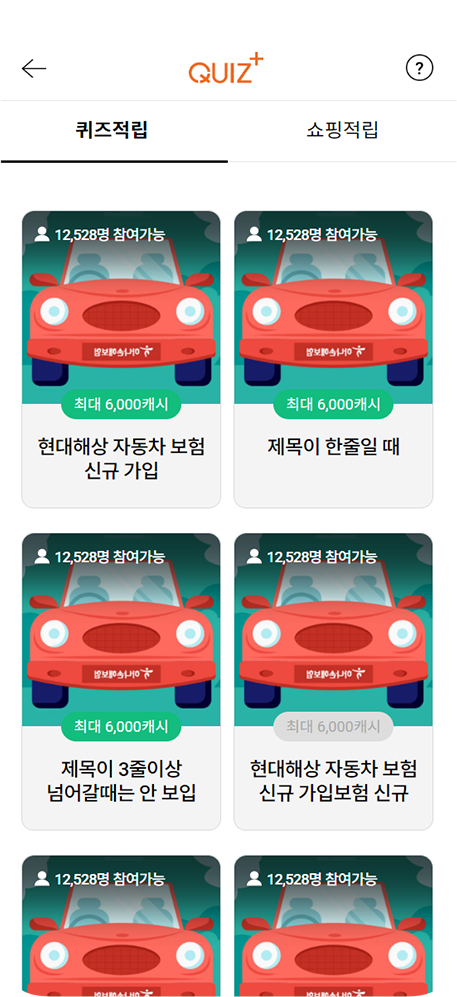 QUIZ+
?
퀴즈적립
쇼핑적립
12,528명 참여가능
12,528명 참여가능
최대 6,000캐시
최대 6,000캐시
현대해상 자동차 보험
신규 가입
제목이 한줄일 때
12,528명 참여가능
12,528명 참여가능
최대 6,000캐시
최대 6,000캐시
제목이 3줄이상
넘어갈때는 안 보입
현대해상 자동차 보험
신규 가입보험 신규
12,528명 참여가능
12,528명 참여가능